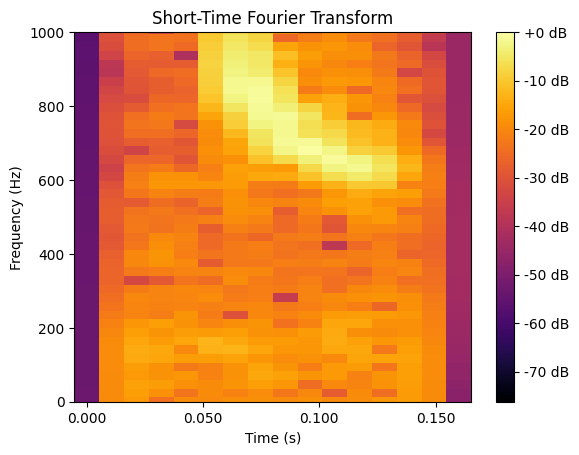 Short-Time Fourier Transform
1000
800
600
400
200
0
Frequency (Hz)
0.000
0.050
0.100
0.150
Time (s)
+0 dB
-10 dB
-20 dB
-30 dB
-40 dB
-50 dB
-60 dB
-70 dB